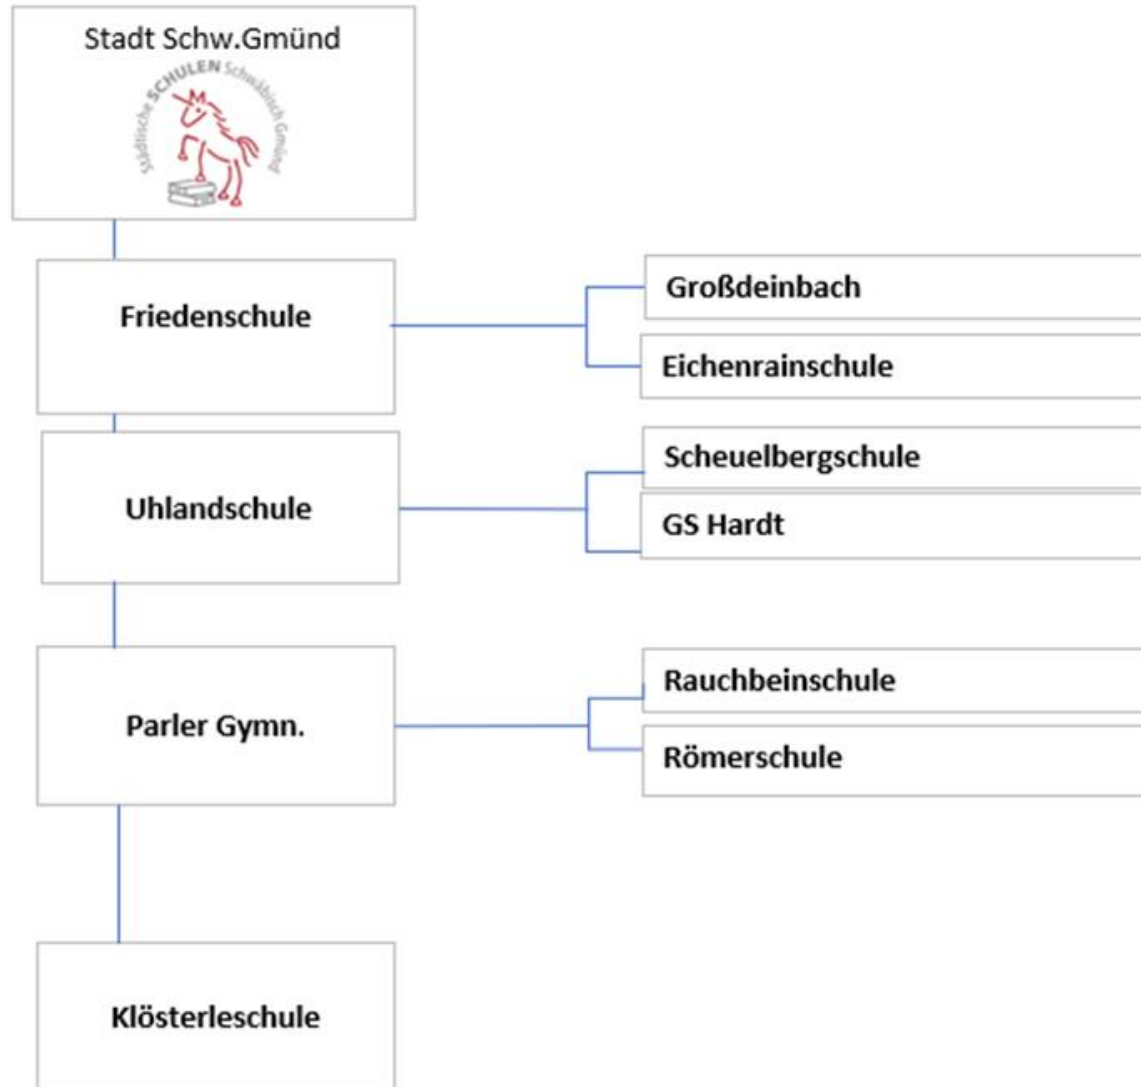 Stadt Schw.Gmünd
Städtische SCHULEN Schwäbisch Gmünd
Friedenschule
Großdeinbach
Eichenrainschule
Uhlandschule
Scheuelbergschule
GS Hardt
Parler Gymn.
Rauchbeinschule
Römerschule
Klösterleschule